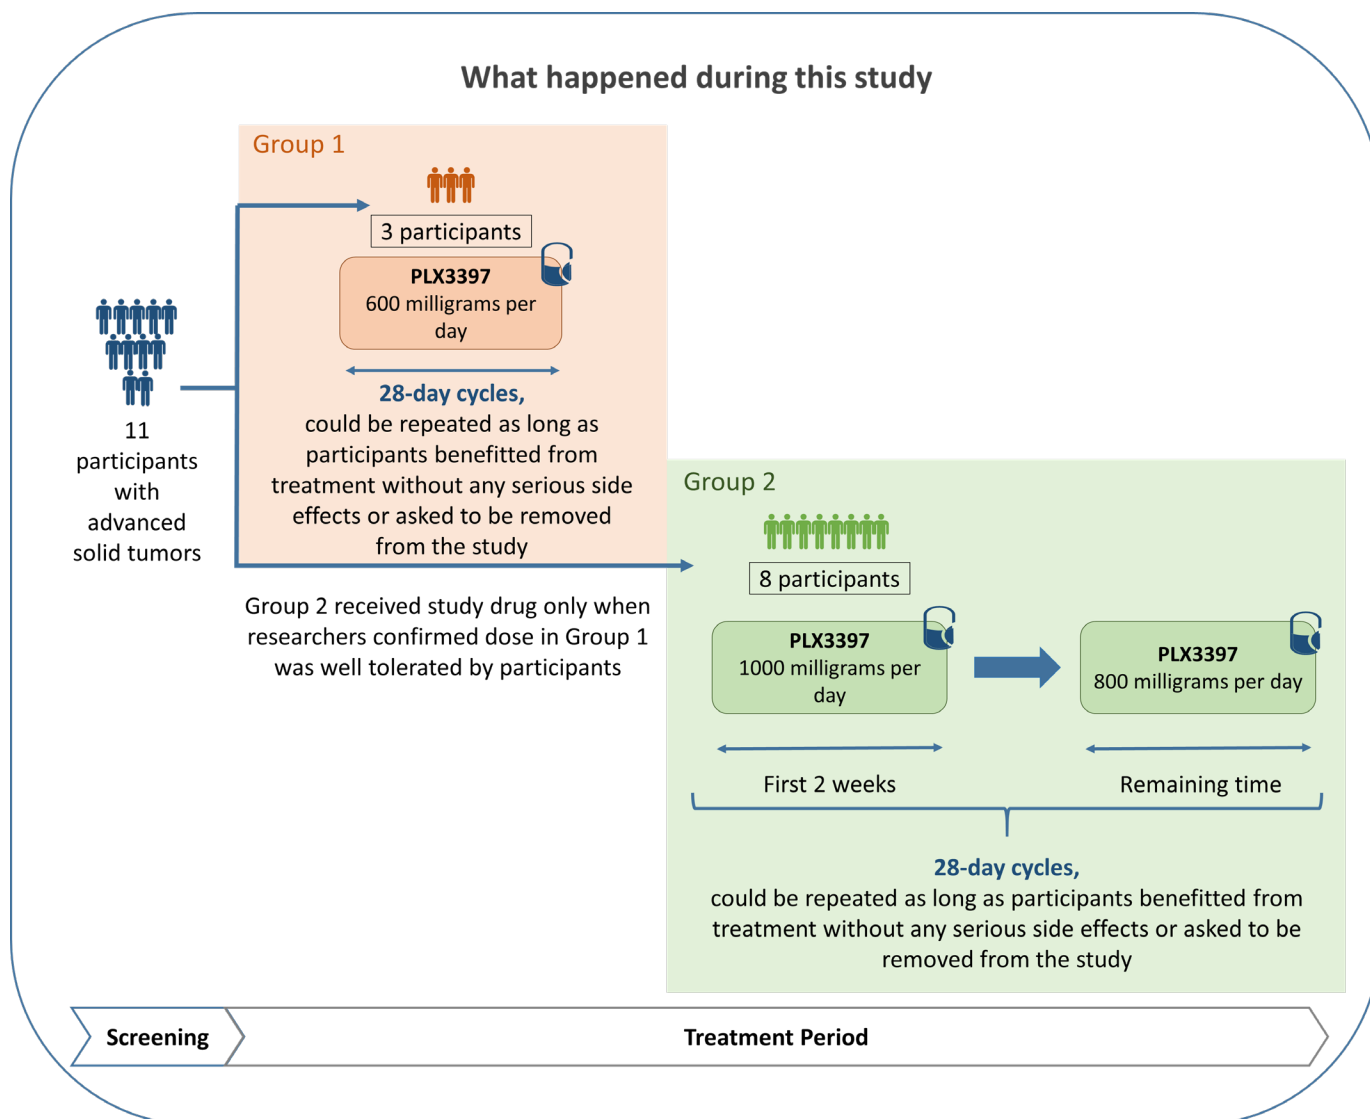 What happened during this study
Group 1
3 participants
PLX3397
600 milligrams per
day
28-day cycles,
could be repeated as long as
participants benefitted from
treatment without any serious side
effects or asked to be removed
from the study
11
participants
with
advanced
solid tumors
Group 2 received study drug only when
researchers confirmed dose in Group 1
was well tolerated by participants
Group 2
8 participants
PLX3397
1000 milligrams per
day
PLX3397
800 milligrams per day
First 2 weeks
Remaining time
28-day cycles,
could be repeated as long as participants benefitted from
treatment without any serious side effects or asked to be
removed from the study
Screening
Treatment Period